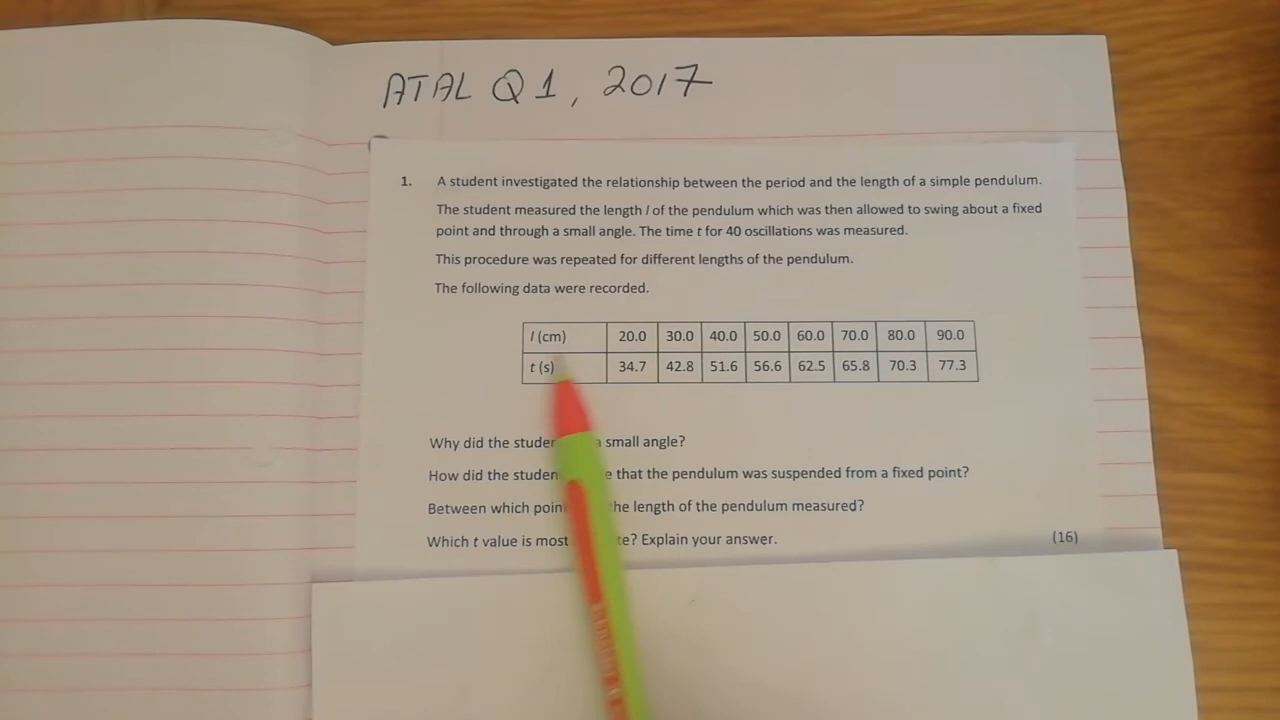 ATAL Q1, 2017
1. A student investigated the relationship between the period and the length of a simple pendulum.
The student measured the length l of the pendulum which was then allowed to swing about a fixed
point and through a small angle. The time t for 40 oscillations was measured.
This procedure was repeated for different lengths of the pendulum.
The following data were recorded.
l (cm) 20.0 30.0 40.0 50.0 60.0 70.0 80.0 90.0
t (s) 34.7 42.8 51.6 56.6 62.5 65.8 70.3 77.3
Why did the small angle?
How did the that the pendulum was suspended from a fixed point?
Between which the length of the pendulum measured?
Which t value is most Explain your answer.
(16)